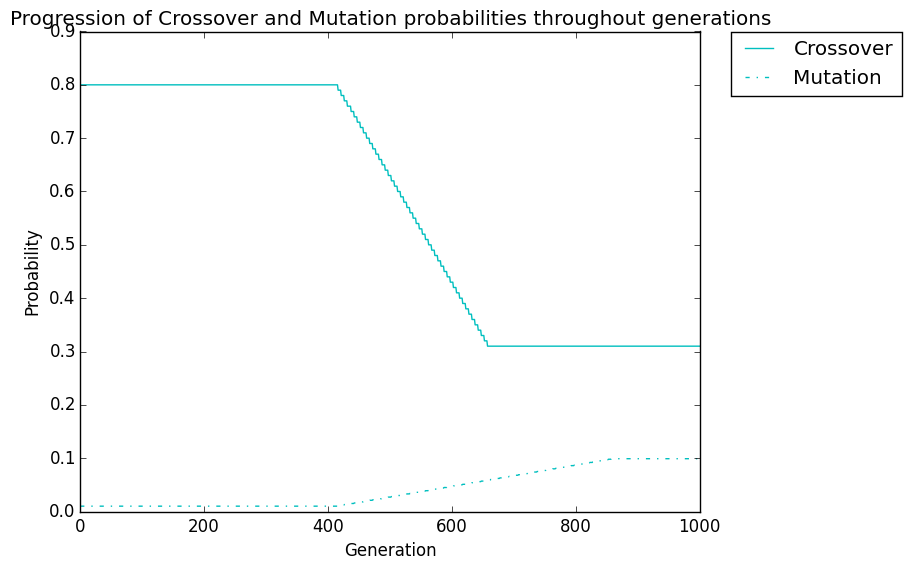 Progression of Crossover and Mutation probabilities throughout generations
0.9
0.8
0.7
0.6
0.5
0.4
0.3
0.2
0.1
0.0
Probability
0 200 400 600 800 1000
Generation
Crossover
Mutation